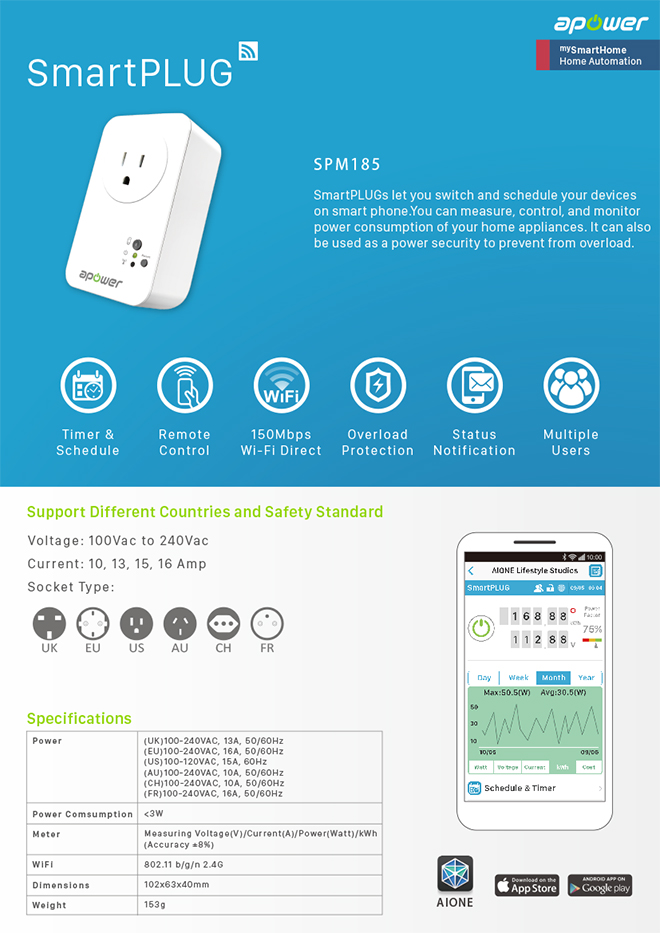 apower
mySmartHome
Home Automation
SmartPLUG
SPM185
SmartPLUGs let you switch and schedule your devices
on smart phone.You can measure, control, and monitor
power consumption of your home appliances. It can also
be used as a power security to prevent from overload.
apower
WiFi
Timer &
Schedule
Remote
Control
150Mbps
Wi-Fi Direct
Overload
Protection
Status
Notification
Multiple
Users
Support Different Countries and Safety Standard
Voltage: 100Vac to 240Vac
Current: 10, 13, 15, 16 Amp
Socket Type:
UK EU US AU CH FR
10:00
AIONE Lifestyle Studios
SmartPLUG
168 88
Power
Factor
75%
112 88 V
Day Week Month Year
Max:50.5(W) Avg:30.5(W)
50
30
10
10/05 09/06
Watt Voltage Current kWh Cost
Schedule & Timer
Specifications
Power (UK)100-240VAC, 13A, 50/60Hz
(EU)100-240VAC, 16A, 50/60Hz
(US)100-120VAC, 15A, 60Hz
(AU)100-240VAC, 10A, 50/60Hz
(CH)100-240VAC, 10A, 50/60Hz
(FR)100-240VAC, 16A, 50/60Hz
Power Comsumption <3W
Meter Measuring Voltage(V)/Current(A)/Power(Watt)/kWh
(Accuracy ±8%)
WIFI 802.11 b/g/n 2.4G
Dimensions 102x63x40mm
Weight 153g
AIONE
Download on the
App Store
ANDROID APP ON
Google play